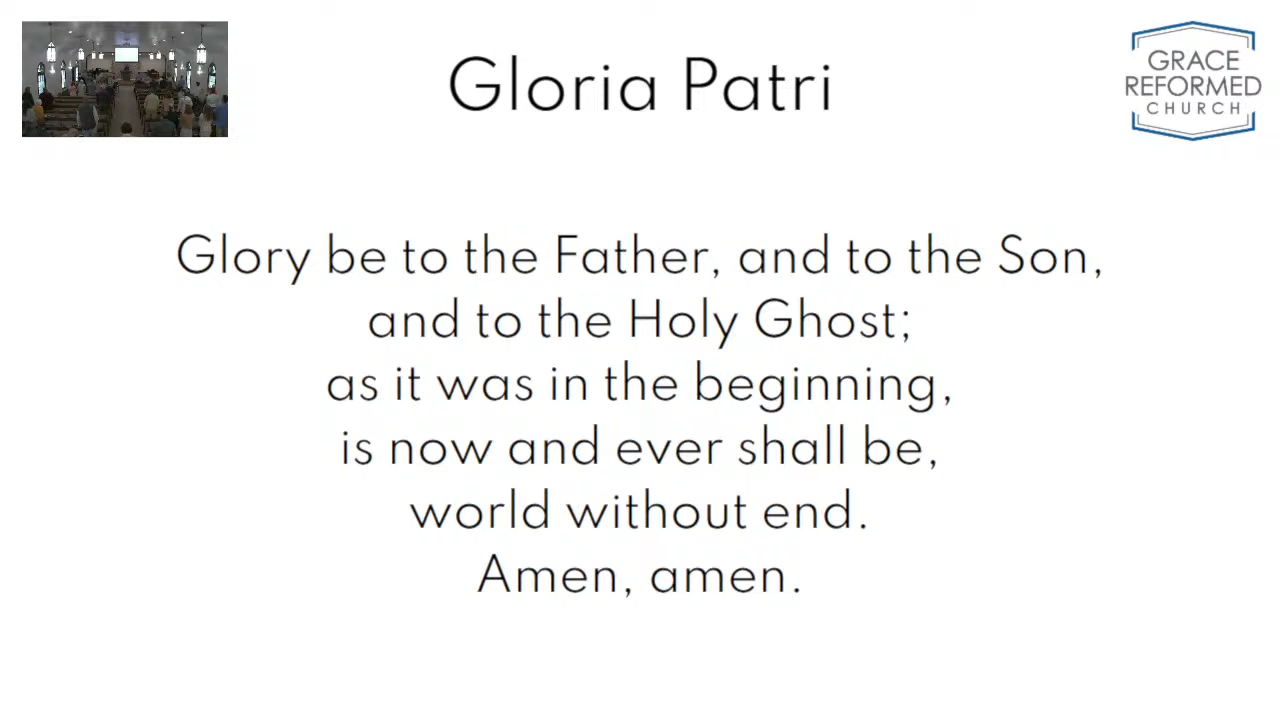 Gloria Patri
GRACE
REFORMED
CHURCH
Glory be to the Father, and to the Son,
and to the Holy Ghost;
as it was in the beginning,
is now and ever shall be,
world without end.
Amen, amen.